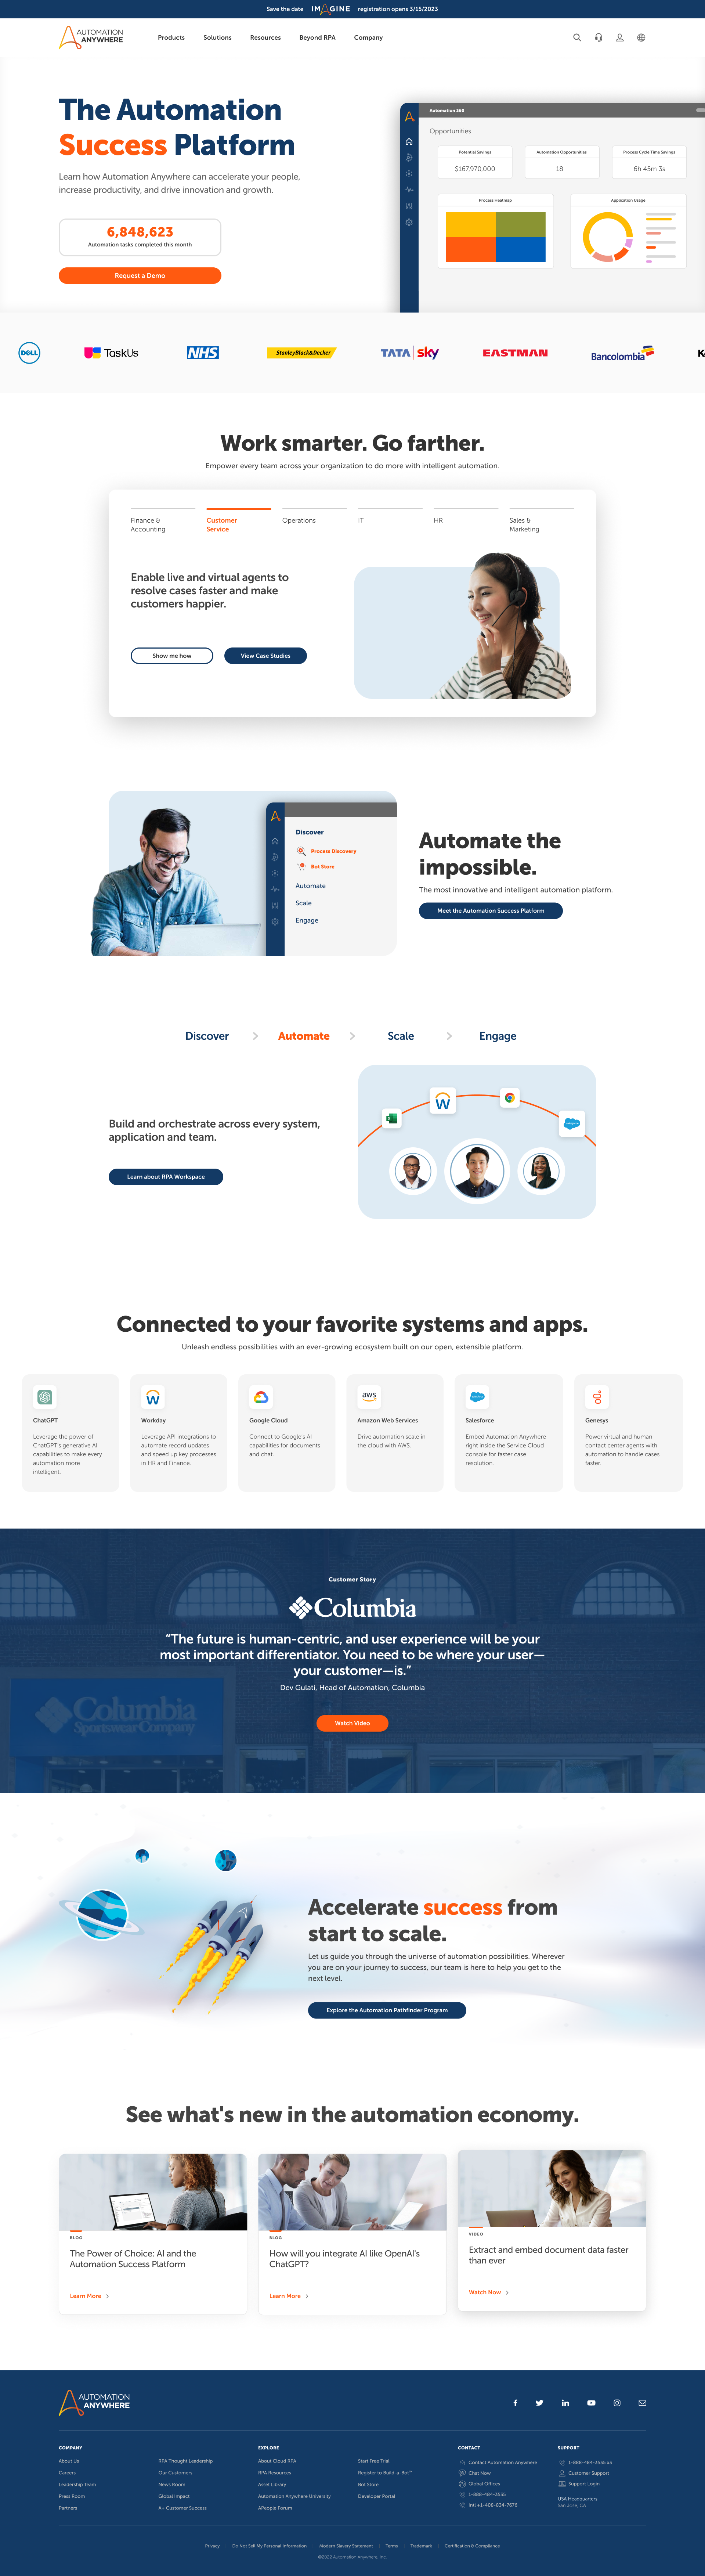 Save the date IMAGINE registration opens 3/15/2023
AUTOMATION
ANYWHERE
Products Solutions Resources Beyond RPA Company
The Automation
Success Platform
Learn how Automation Anywhere can accelerate your people,
increase productivity, and drive innovation and growth.
6,848,623
Automation tasks completed this month
Request a Demo
Automation 360
Opportunities
Potential Savings
$167,970,000
Automation Opportunities
18
Process Cycle Time Savings
6h 45m 3s
Process Heatmap
Application Usage
DELL
TaskUs
NHS
StanleyBlack&Decker
TATA sky
EASTMAN
Bancolombia
Work smarter. Go farther.
Empower every team across your organization to do more with intelligent automation.
Finance &
Accounting
Customer
Service
Operations
IT
HR
Sales &
Marketing
Enable live and virtual agents to
resolve cases faster and make
customers happier.
Show me how
View Case Studies
Discover
Process Discovery
Bot Store
Automate
Scale
Engage
Automate the
impossible.
The most innovative and intelligent automation platform.
Meet the Automation Success Platform
Discover Automate Scale Engage
Build and orchestrate across every system,
application and team.
Learn about RPA Workspace
Connected to your favorite systems and apps.
Unleash endless possibilities with an ever-growing ecosystem built on our open, extensible platform.
ChatGPT
Leverage the power of
ChatGPT's generative AI
capabilities to make every
automation more
intelligent.
Workday
Leverage API integrations to
automate record updates
and speed up key processes
in HR and Finance.
Google Cloud
Connect to Google's AI
capabilities for documents
and chat.
aws
Amazon Web Services
Drive automation scale in
the cloud with AWS.
Salesforce
Embed Automation Anywhere
right inside the Service Cloud
console for faster case
resolution.
Genesys
Power virtual and human
contact center agents with
automation to handle cases
faster.
Customer Story
Columbia
“The future is human-centric, and user experience will be your
most important differentiator. You need to be where your user—
your customer—is.”
Dev Gulati, Head of Automation, Columbia
Watch Video
Columbia
Sportswear Company
Accelerate success from
start to scale.
Let us guide you through the universe of automation possibilities. Wherever
you are on your journey to success, our team is here to help you get to the
next level.
Explore the Automation Pathfinder Program
See what's new in the automation economy.
BLOG
The Power of Choice: AI and the
Automation Success Platform
Learn More
BLOG
How will you integrate AI like OpenAI's
ChatGPT?
Learn More
VIDEO
Extract and embed document data faster
than ever
Watch Now
AUTOMATION
ANYWHERE
COMPANY
About Us
Careers
Leadership Team
Press Room
Partners
RPA Thought Leadership
Our Customers
News Room
Global Impact
A+ Customer Success
EXPLORE
About Cloud RPA
RPA Resources
Asset Library
Automation Anywhere University
APeople Forum
Start Free Trial
Register to Build-a-Bot™
Bot Store
Developer Portal
CONTACT
Contact Automation Anywhere
Chat Now
Global Offices
1-888-484-3535
Intl +1-408-834-7676
SUPPORT
1-888-484-3535 x3
Customer Support
Support Login
USA Headquarters
San Jose, CA
Privacy | Do Not Sell My Personal Information | Modern Slavery Statement | Terms | Trademark | Certification & Compliance
©2022 Automation Anywhere, Inc.